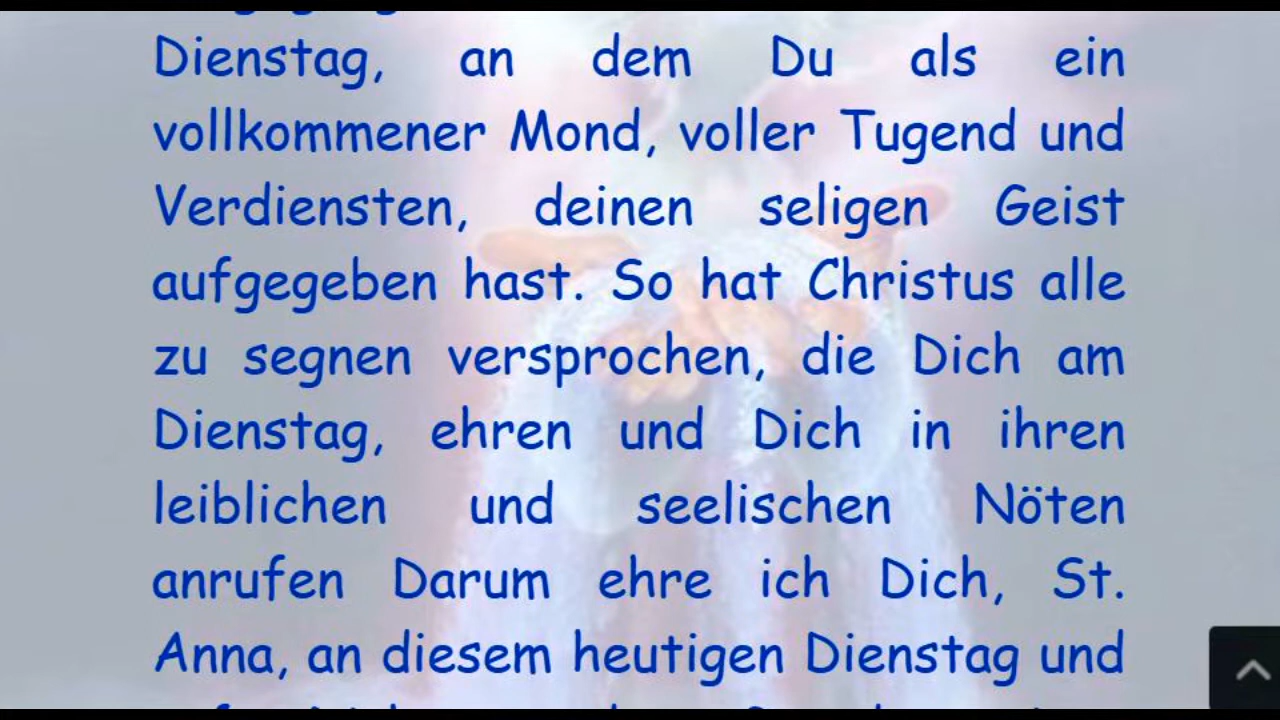 Dienstag, an dem Du als ein
vollkommener Mond, voller Tugend und
Verdiensten, deinen seligen Geist
aufgegeben hast. So hat Christus alle
zu segnen versprochen, die Dich am
Dienstag, ehren und Dich in ihren
leiblichen und seelischen Nöten
anrufen Darum ehre ich Dich, St.
Anna, an diesem heutigen Dienstag und